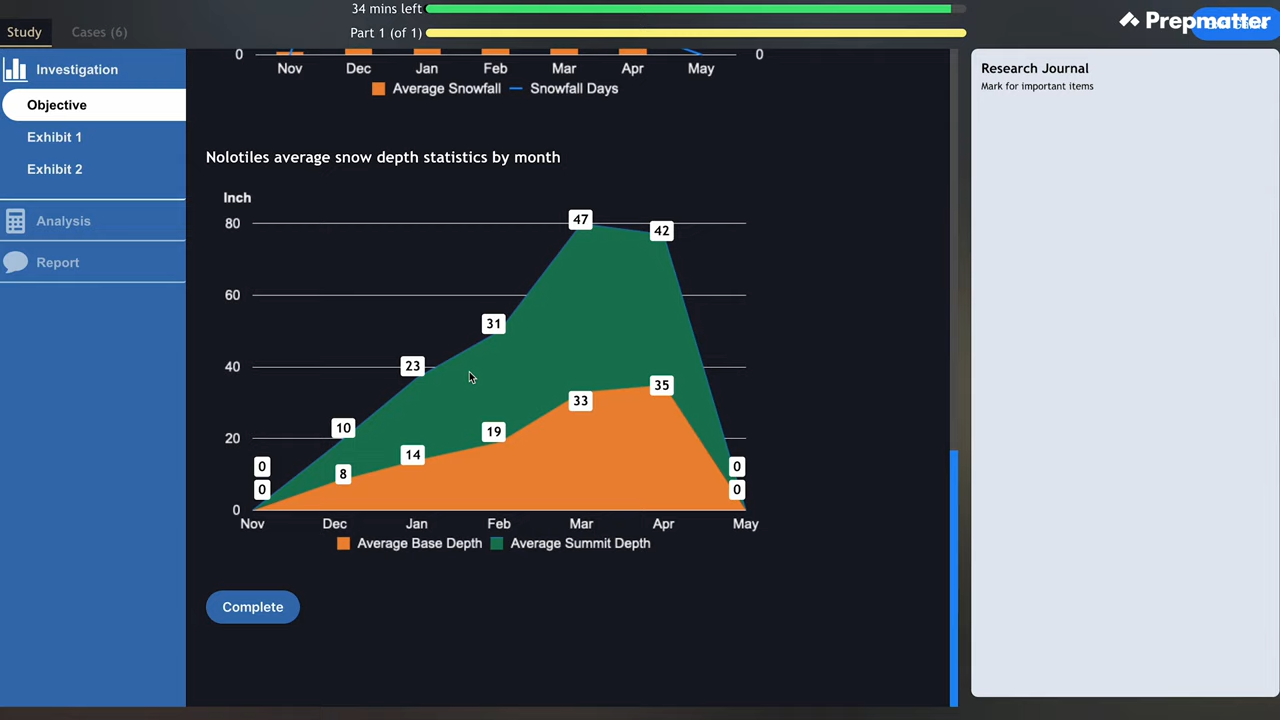 34 mins left
Part 1 (of 1)
Prepmatter
Study
Cases (6)
Investigation
Objective
Exhibit 1
Exhibit 2
Analysis
Report
0
0
Nov Dec Jan Feb Mar Apr May
Average Snowfall Snowfall Days
Nolotiles average snow depth statistics by month
Inch
80
60
40
20
0
47
42
31
23
10
35
33
19
14
8
0
0
0
0
Nov Dec Jan Feb Mar Apr May
Average Base Depth Average Summit Depth
Complete
Research Journal
Mark for important items